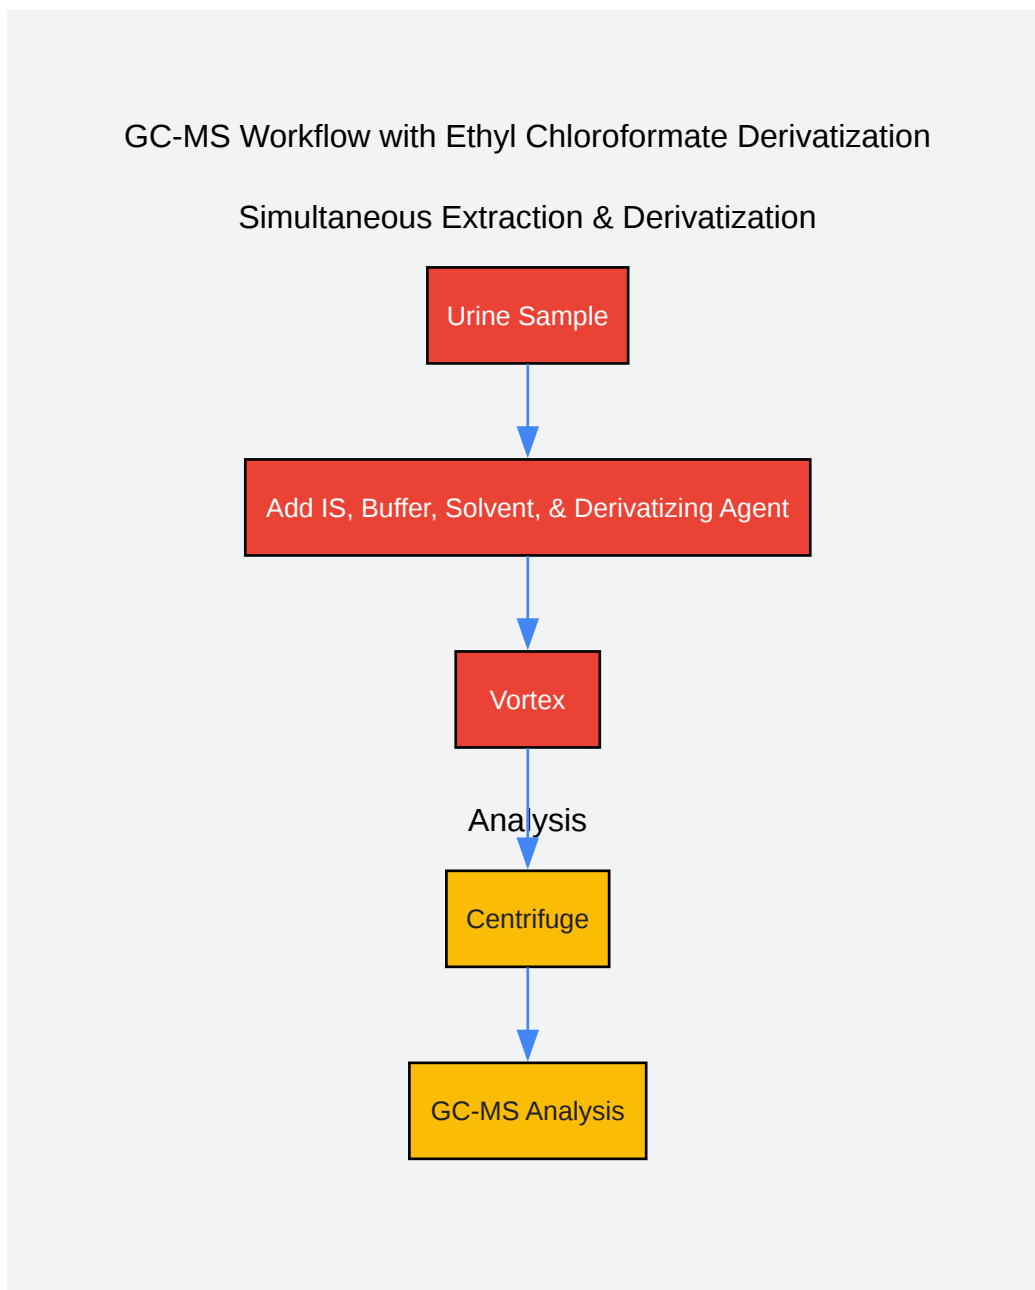 GC-MS Workflow with Ethyl Chloroformate Derivatization
Simultaneous Extraction & Derivatization
Urine Sample
Add IS, Buffer, Solvent, & Derivatizing Agent
Vortex
Analysis
Centrifuge
GC-MS Analysis